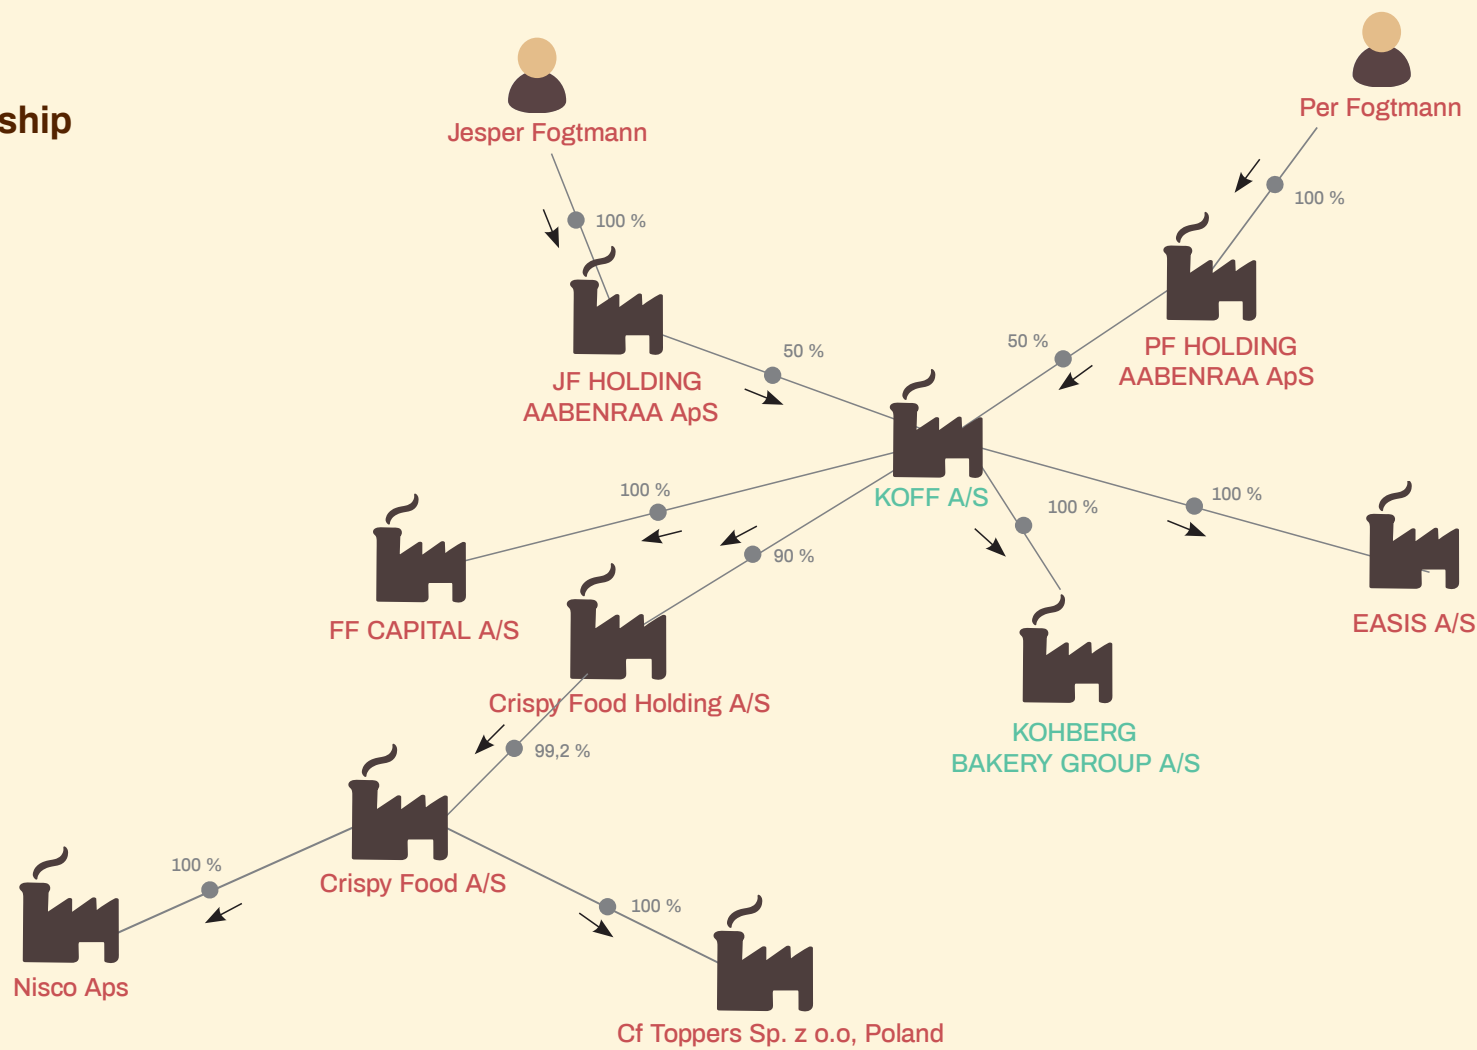 ship
Jesper Fogtmann
Per Fogtmann
100 %
100 %
50 %
50 %
JF HOLDING
AABENRAA ApS
PF HOLDING
AABENRAA ApS
KOFF A/S
100 %
90 %
100 %
100 %
FF CAPITAL A/S
Crispy Food Holding A/S
KOHBERG
BAKERY GROUP A/S
EASIS A/S
99,2 %
Crispy Food A/S
100 %
100 %
Nisco Aps
Cf Toppers Sp. z o.o, Poland